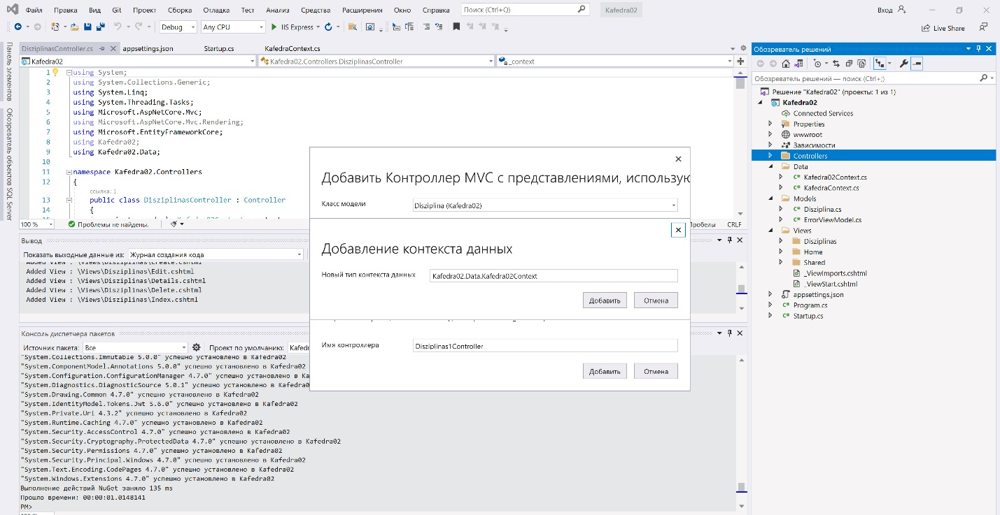 Файл Правка Вид Git Проект Сборка Отладка Тест Анализ Средства Расширения Окно Справка Поиск (Ctrl+Q) Kafedra02 Вход
Debug Any CPU IIS Express Live Share
DisziplinasController.cs appsettings.json Startup.cs KafedraContext.cs
Kafedra02 Kafedra02.Controllers.DisziplinasController _context
Панель элементов
Обозреватель объектов SQL Server
1 using System;
2 using System.Collections.Generic;
3 using System.Linq;
4 using System.Threading.Tasks;
5 using Microsoft.AspNetCore.Mvc;
6 using Microsoft.AspNetCore.Mvc.Rendering;
7 using Microsoft.EntityFrameworkCore;
8 using Kafedra02;
9 using Kafedra02.Data;
10
11 namespace Kafedra02.Controllers
12 {
ссылка: 1
13 public class DisziplinasController : Controller
14 {
100 % Проблемы не найдены. Пробелы CRLF
Вывод
Показать выходные данные из: Журнал создания кода
Added View : \Views\Disziplinas\Create.cshtml
Added View : \Views\Disziplinas\Edit.cshtml
Added View : \Views\Disziplinas\Details.cshtml
Added View : \Views\Disziplinas\Delete.cshtml
Added View : \Views\Disziplinas\Index.cshtml
Консоль диспетчера пакетов
Источник пакета: Все Проект по умолчанию: Kafedr
"System.Collections.Immutable 5.0.0" успешно установлено в Kafedra02
"System.ComponentModel.Annotations 5.0.0" успешно установлено в Kafedra02
"System.Configuration.ConfigurationManager 4.7.0" успешно установлено в Ka
"System.Diagnostics.DiagnosticSource 5.0.1" успешно установлено в Kafedra0
"System.Drawing.Common 4.7.0" успешно установлено в Kafedra02
"System.IdentityModel.Tokens.Jwt 5.6.0" успешно установлено в Kafedra02
"System.Private.Uri 4.3.2" успешно установлено в Kafedra02
"System.Runtime.Caching 4.7.0" успешно установлено в Kafedra02
"System.Security.AccessControl 4.7.0" успешно установлено в Kafedra02
"System.Security.Cryptography.ProtectedData 4.7.0" успешно установлено в Kafedra02
"System.Security.Permissions 4.7.0" успешно установлено в Kafedra02
"System.Security.Principal.Windows 4.7.0" успешно установлено в Kafedra02
"System.Text.Encoding.CodePages 4.7.0" успешно установлено в Kafedra02
"System.Windows.Extensions 4.7.0" успешно установлено в Kafedra02
Выполнение действий NuGet заняло 135 ms
Прошло времени: 00:00:01.0148141
PM>
100 %
Добавить Контроллер MVC с представлениями, использую
Класс модели Disziplina (Kafedra02)
Добавление контекста данных
Новый тип контекста данных Kafedra02.Data.Kafedra02Context
Добавить Отмена
Имя контроллера Disziplinas1Controller
Добавить Отмена
Обозреватель решений
Обозреватель решений — поиск (Ctrl+;)
Решение "Kafedra02" (проекты: 1 из 1)
Kafedra02
Connected Services
Properties
wwwroot
Зависимости
Controllers
Data
Kafedra02Context.cs
KafedraContext.cs
Models
Disziplina.cs
ErrorViewModel.cs
Views
Disziplinas
Home
Shared
_ViewImports.cshtml
_ViewStart.cshtml
appsettings.json
Program.cs
Startup.cs